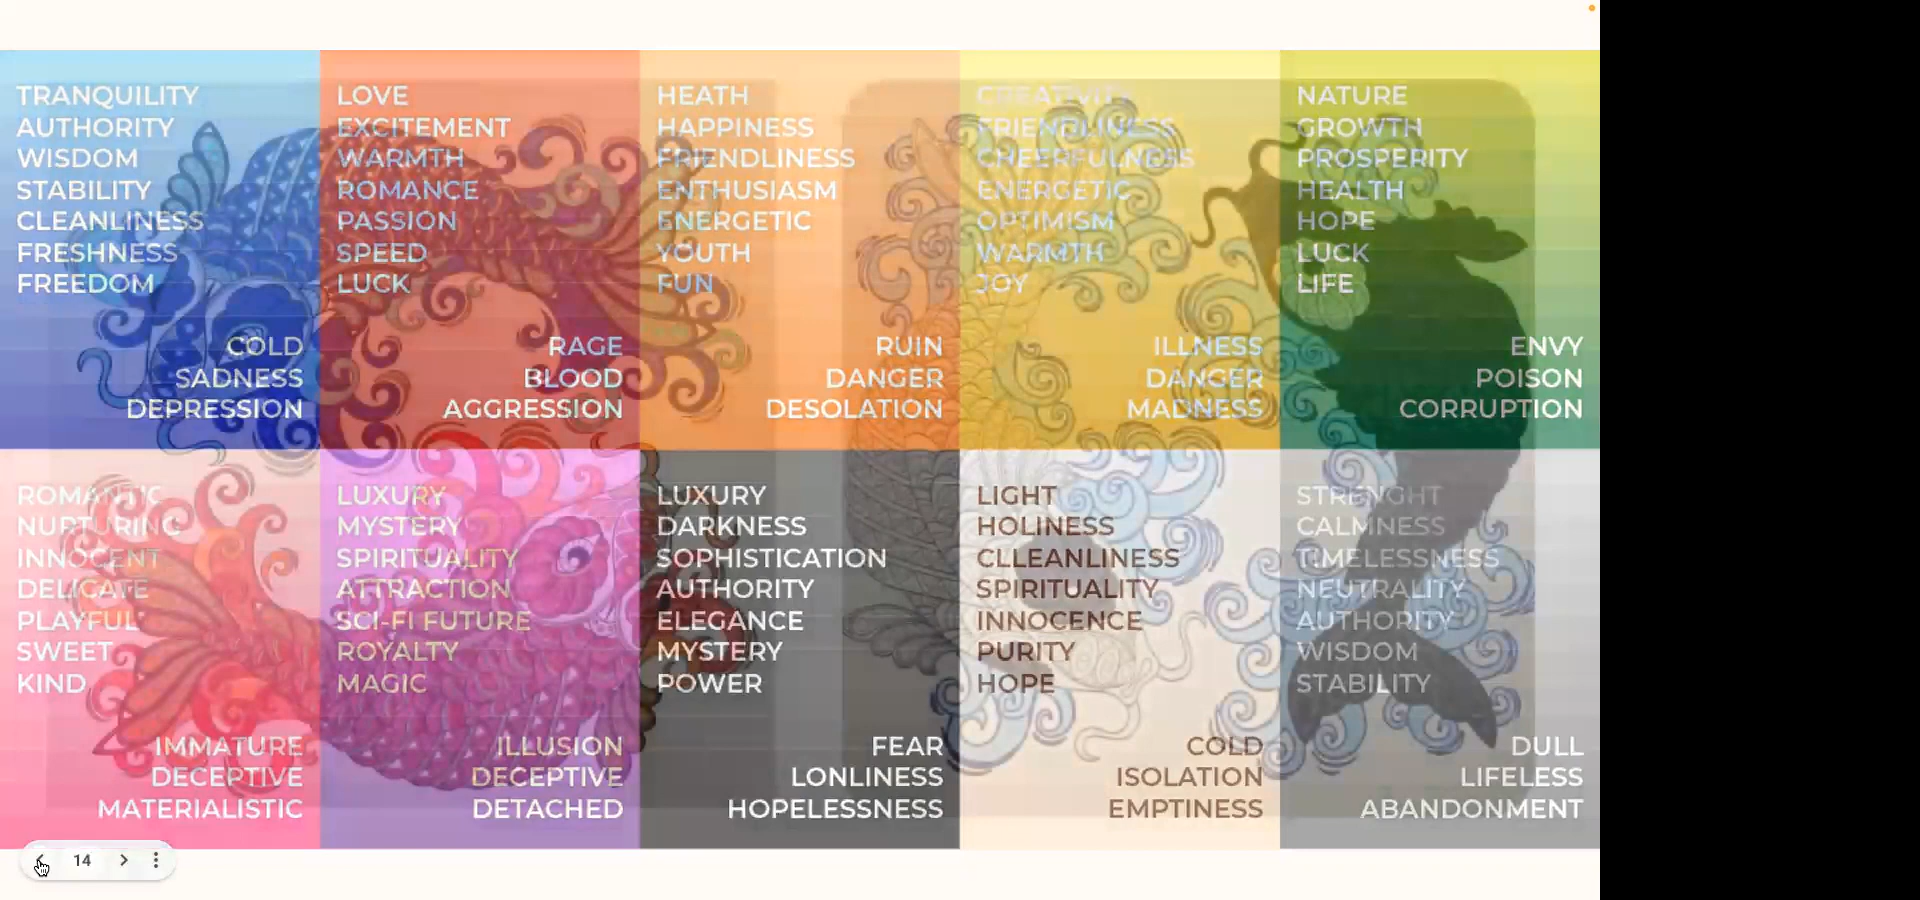 TRANQUILITY
AUTHORITY
WISDOM
STABILITY
CLEANLINESS
FRESHNESS
FREEDOM
COLD
SADNESS
DEPRESSION
LOVE
EXCITEMENT
WARMTH
ROMANCE
PASSION
SPEED
LUCK
RAGE
BLOOD
AGGRESSION
HEATH
HAPPINESS
FRIENDLINESS
ENTHUSIASM
ENERGETIC
YOUTH
FUN
RUIN
DANGER
DESOLATION
CREATIVITY
FRIENDLINESS
CHEERFULNESS
ENERGETIC
OPTIMISM
WARMTH
JOY
ILLNESS
DANGER
MADNESS
NATURE
GROWTH
PROSPERITY
HEALTH
HOPE
LUCK
LIFE
ENVY
POISON
CORRUPTION
ROMANTIC
NURTURING
INNOCENT
DELICATE
PLAYFUL
SWEET
KIND
IMMATURE
DECEPTIVE
MATERIALISTIC
LUXURY
MYSTERY
SPIRITUALITY
ATTRACTION
SCI-FI FUTURE
ROYALTY
MAGIC
ILLUSION
DECEPTIVE
DETACHED
LUXURY
DARKNESS
SOPHISTICATION
AUTHORITY
ELEGANCE
MYSTERY
POWER
FEAR
LONLINESS
HOPELESSNESS
LIGHT
HOLINESS
CLLEANLINESS
SPIRITUALITY
INNOCENCE
PURITY
HOPE
COLD
ISOLATION
EMPTINESS
STRENGHT
CALMNESS
TIMELESSNESS
NEUTRALITY
AUTHORITY
WISDOM
STABILITY
DULL
LIFELESS
ABANDONMENT
14